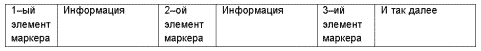 1–ый элемент маркера
Информация
2–ой элемент маркера
Информация
3–ий элемент маркера
И так далее